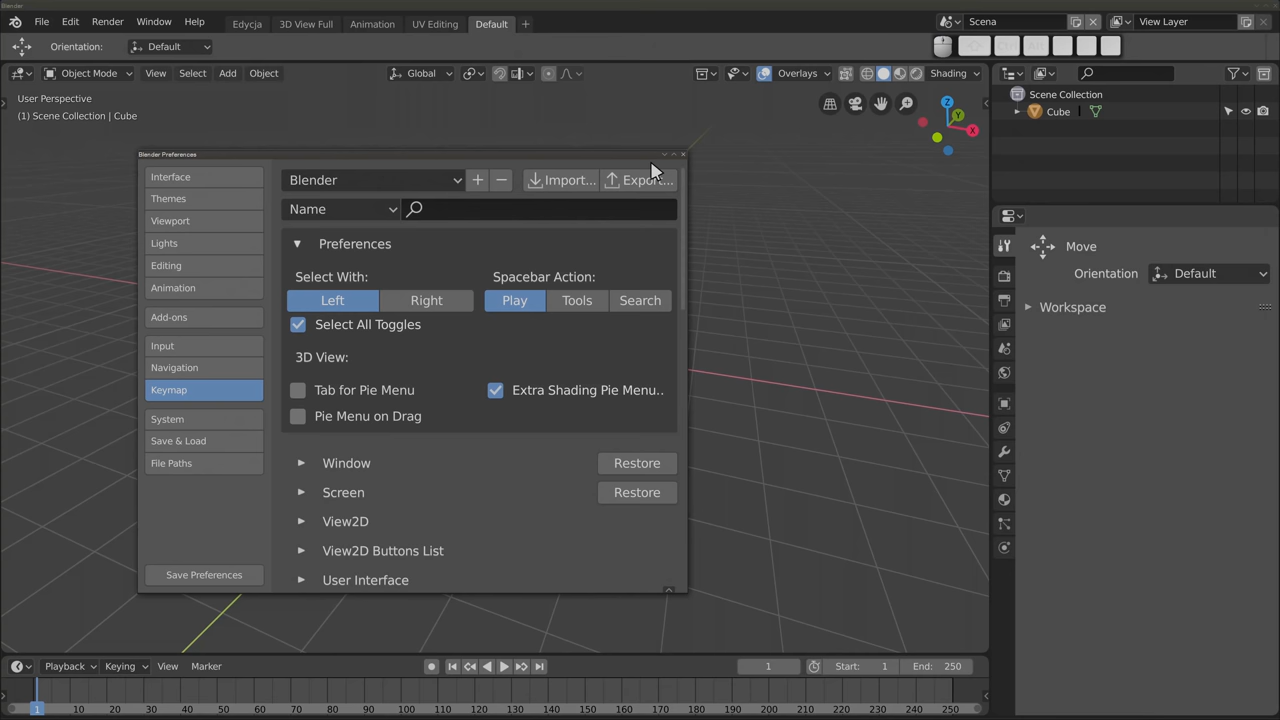 Blender
File Edit Render Window Help
Edycja 3D View Full Animation UV Editing Default +
Scena
View Layer
Orientation: Default
Object Mode View Select Add Object
Global
Overlays
Shading
User Perspective
(1) Scene Collection | Cube
Z
Y
X
Scene Collection
Cube
Blender Preferences
Interface
Themes
Viewport
Lights
Editing
Animation
Add-ons
Input
Navigation
Keymap
System
Save & Load
File Paths
Save Preferences
Blender
Import...
Export...
Name
Preferences
Select With:
Spacebar Action:
Left Right
Play Tools Search
Select All Toggles
3D View:
Tab for Pie Menu
Extra Shading Pie Menu..
Pie Menu on Drag
Window Restore
Screen Restore
View2D
View2D Buttons List
User Interface
Move
Orientation Default
Workspace
Playback Keying View Marker
1
Start: 1
End: 250
1 10 20 30 40 50 60 70 80 90 100 110 120 130 140 150 160 170 180 190 200 210 220 230 240 250